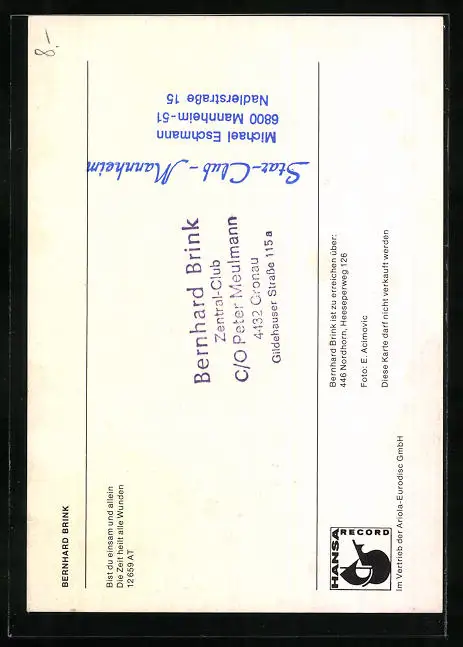 8.-
BERNHARD BRINK
Bist du einsam und allein
Die Zeit heilt alle Wunden
12 659 AT
Star-Club - Mannheim
Michael Eschmann
6800 Mannheim-51
Nadlerstraße 15
Bernhard Brink
Zentral-Club
C/O Peter Meulmann
4432 Gronau
Gildehauser Straße 115a
Bernhard Brink ist zu erreichen über:
446 Nordhorn, Heeseperweg 126
Foto: E. Acimovic
Diese Karte darf nicht verkauft werden
HANSA RECORD
Im Vertrieb der Ariola-Eurodisc GmbH